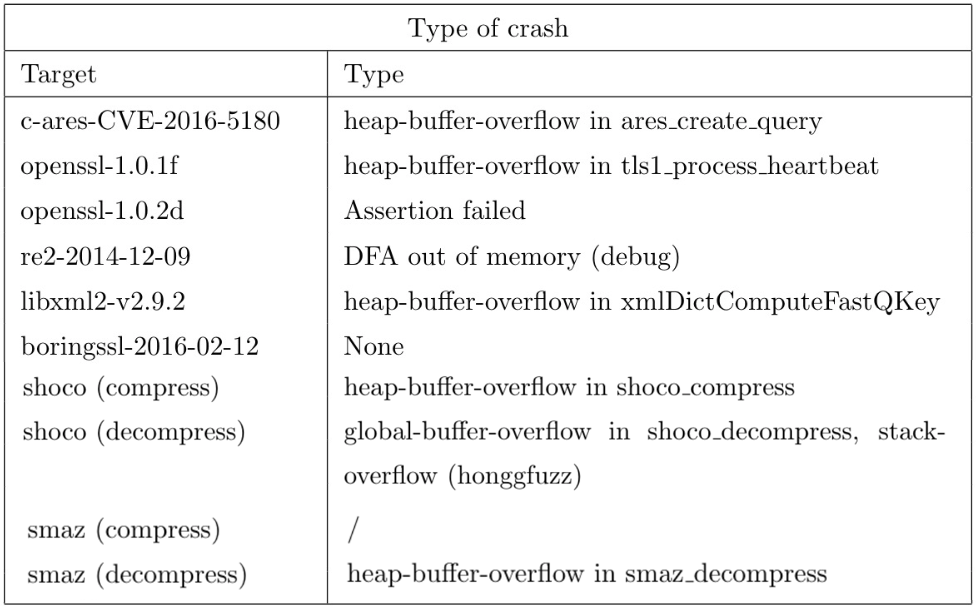 Type of crash
Target Type
c-ares-CVE-2016-5180 heap-buffer-overflow in ares_create_query
openssl-1.0.1f heap-buffer-overflow in tls1_process_heartbeat
openssl-1.0.2d Assertion failed
re2-2014-12-09 DFA out of memory (debug)
libxml2-v2.9.2 heap-buffer-overflow in xmlDictComputeFastQKey
boringssl-2016-02-12 None
shoco (compress) heap-buffer-overflow in shoco_compress
shoco (decompress) global-buffer-overflow in shoco_decompress, stack-
overflow (honggfuzz)
smaz (compress) /
smaz (decompress) heap-buffer-overflow in smaz_decompress